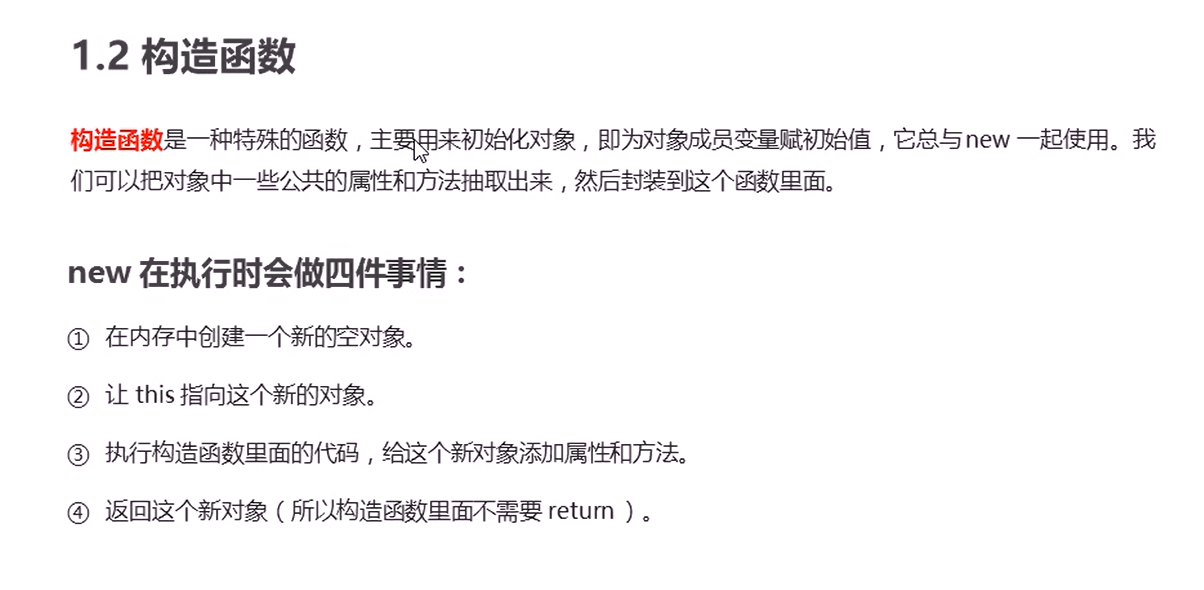 1.2 构造函数
构造函数是一种特殊的函数，主要用来初始化对象，即为对象成员变量赋初始值，它总与new 一起使用。我
们可以把对象中一些公共的属性和方法抽取出来，然后封装到这个函数里面。
new 在执行时会做四件事情：
① 在内存中创建一个新的空对象。
② 让 this 指向这个新的对象。
③ 执行构造函数里面的代码，给这个新对象添加属性和方法。
④ 返回这个新对象（所以构造函数里面不需要 return ）。